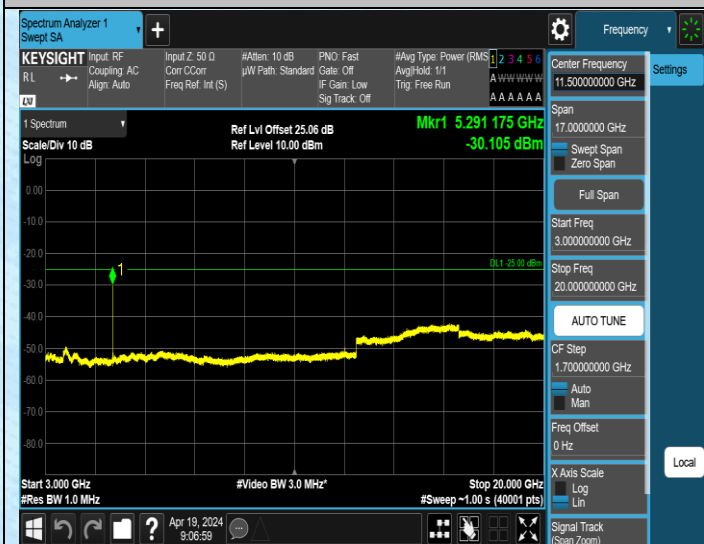 Spectrum Analyzer 1
Swept SA
+
Frequency
KEYSIGHT
RL
LXI
Input: RF
Coupling: AC
Align: Auto
Input Z: 50 Ω
Corr CCorr
Freq Ref: Int (S)
#Atten: 10 dB
µW Path: Standard
PNO: Fast
Gate: Off
IF Gain: Low
Sig Track: Off
#Avg Type: Power (RMS
Avg|Hold: 1/1
Trig: Free Run
1 2 3 4 5 6
A W W W W W
A A A A A A
1 Spectrum
Scale/Div 10 dB
Log
Ref Lvl Offset 25.06 dB
Ref Level 10.00 dBm
Mkr1 5.291 175 GHz
-30.105 dBm
0.00
-10.0
-20.0
-30.0
-40.0
-50.0
-60.0
-70.0
-80.0
1
DL1 -25.00 dBm
Start 3.000 GHz
#Res BW 1.0 MHz
#Video BW 3.0 MHz*
Stop 20.000 GHz
#Sweep ~1.00 s (40001 pts)
Center Frequency
11.500000000 GHz
Settings
Span
17.0000000 GHz
Swept Span
Zero Span
Full Span
Start Freq
3.000000000 GHz
Stop Freq
20.000000000 GHz
AUTO TUNE
CF Step
1.700000000 GHz
Auto
Man
Freq Offset
0 Hz
X Axis Scale
Log
Lin
Signal Track
(Span Zoom)
Local
?
Apr 19, 2024
9:06:59